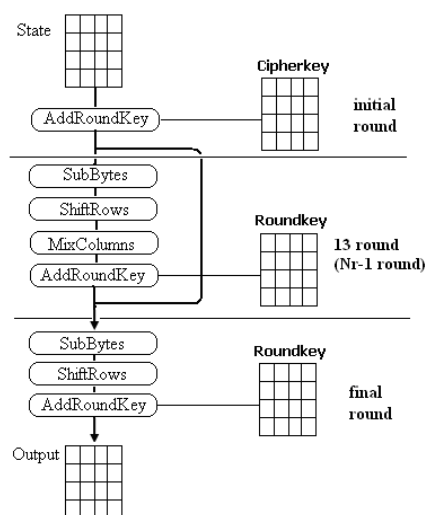 State
Cipherkey
AddRoundKey
initial
round
SubBytes
ShiftRows
MixColumns
AddRoundKey
Roundkey
13 round
(Nr-1 round)
SubBytes
ShiftRows
AddRoundKey
Roundkey
final
round
Output